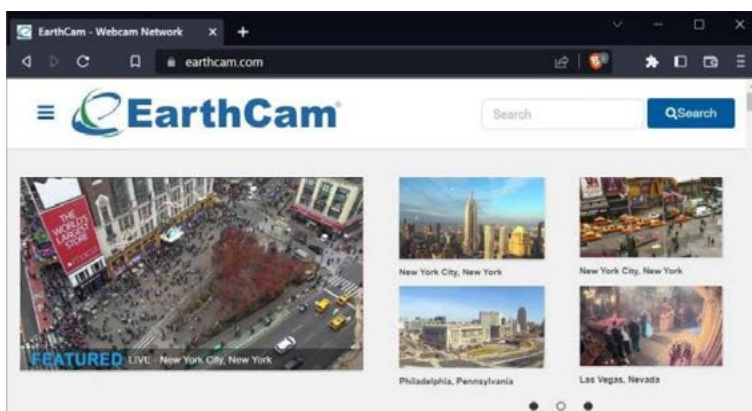 EarthCam - Webcam Network
earthcam.com
EarthCam
Search
Search
THE WORLD'S LARGEST STORE
FEATURED LIVE - New York City, New York
New York City, New York
New York City, New York
Philadelphia, Pennsylvania
Las Vegas, Nevada